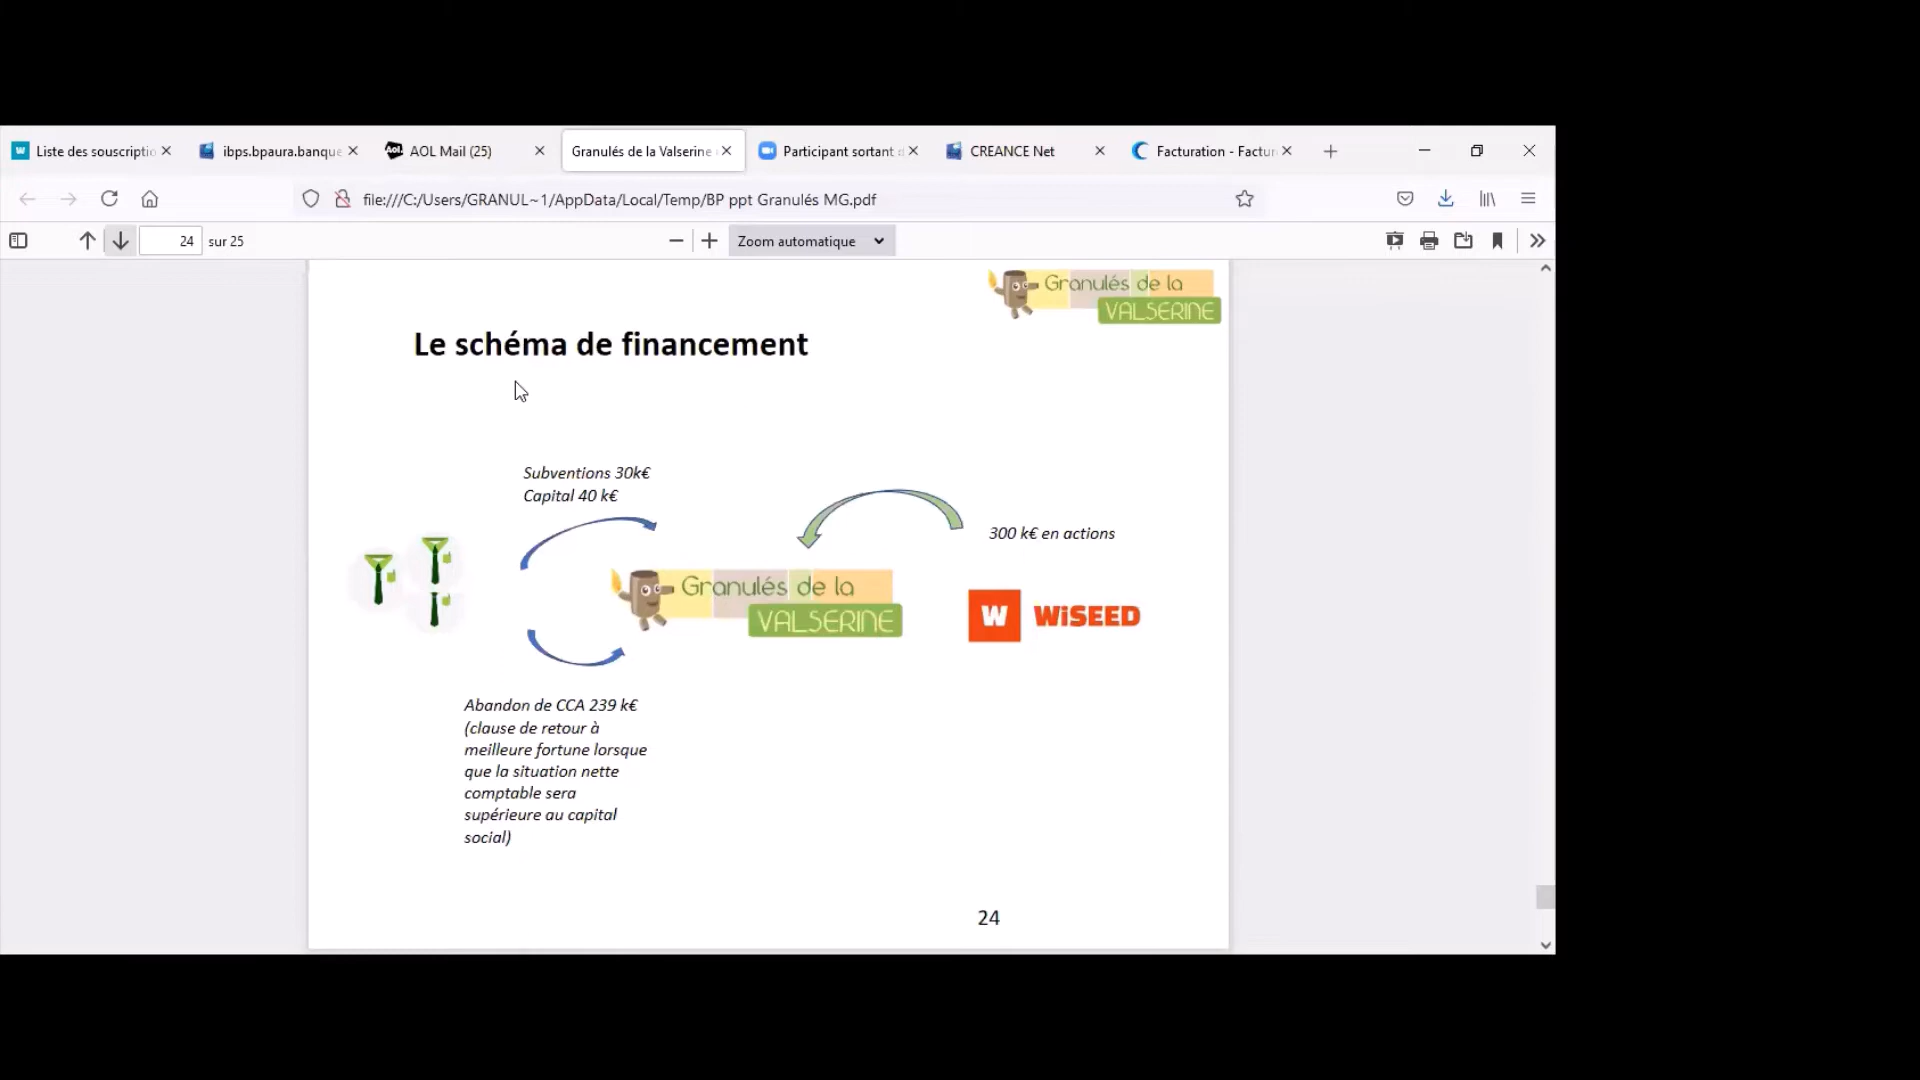 Liste des souscriptio
ibps.bpaura.banque
AOL Mail (25)
Granulés de la Valserine
Participant sortant d
CREANCE Net
Facturation - Factur
file:///C:/Users/GRANUL~1/AppData/Local/Temp/BP ppt Granulés MG.pdf
24 sur 25
Zoom automatique
Granulés de la
VALSERINE
Le schéma de financement
Subventions 30k€
Capital 40 k€
300 k€ en actions
Granulés de la
VALSERINE
W WiSEED
Abandon de CCA 239 k€
(clause de retour à
meilleure fortune lorsque
que la situation nette
comptable sera
supérieure au capital
social)
24